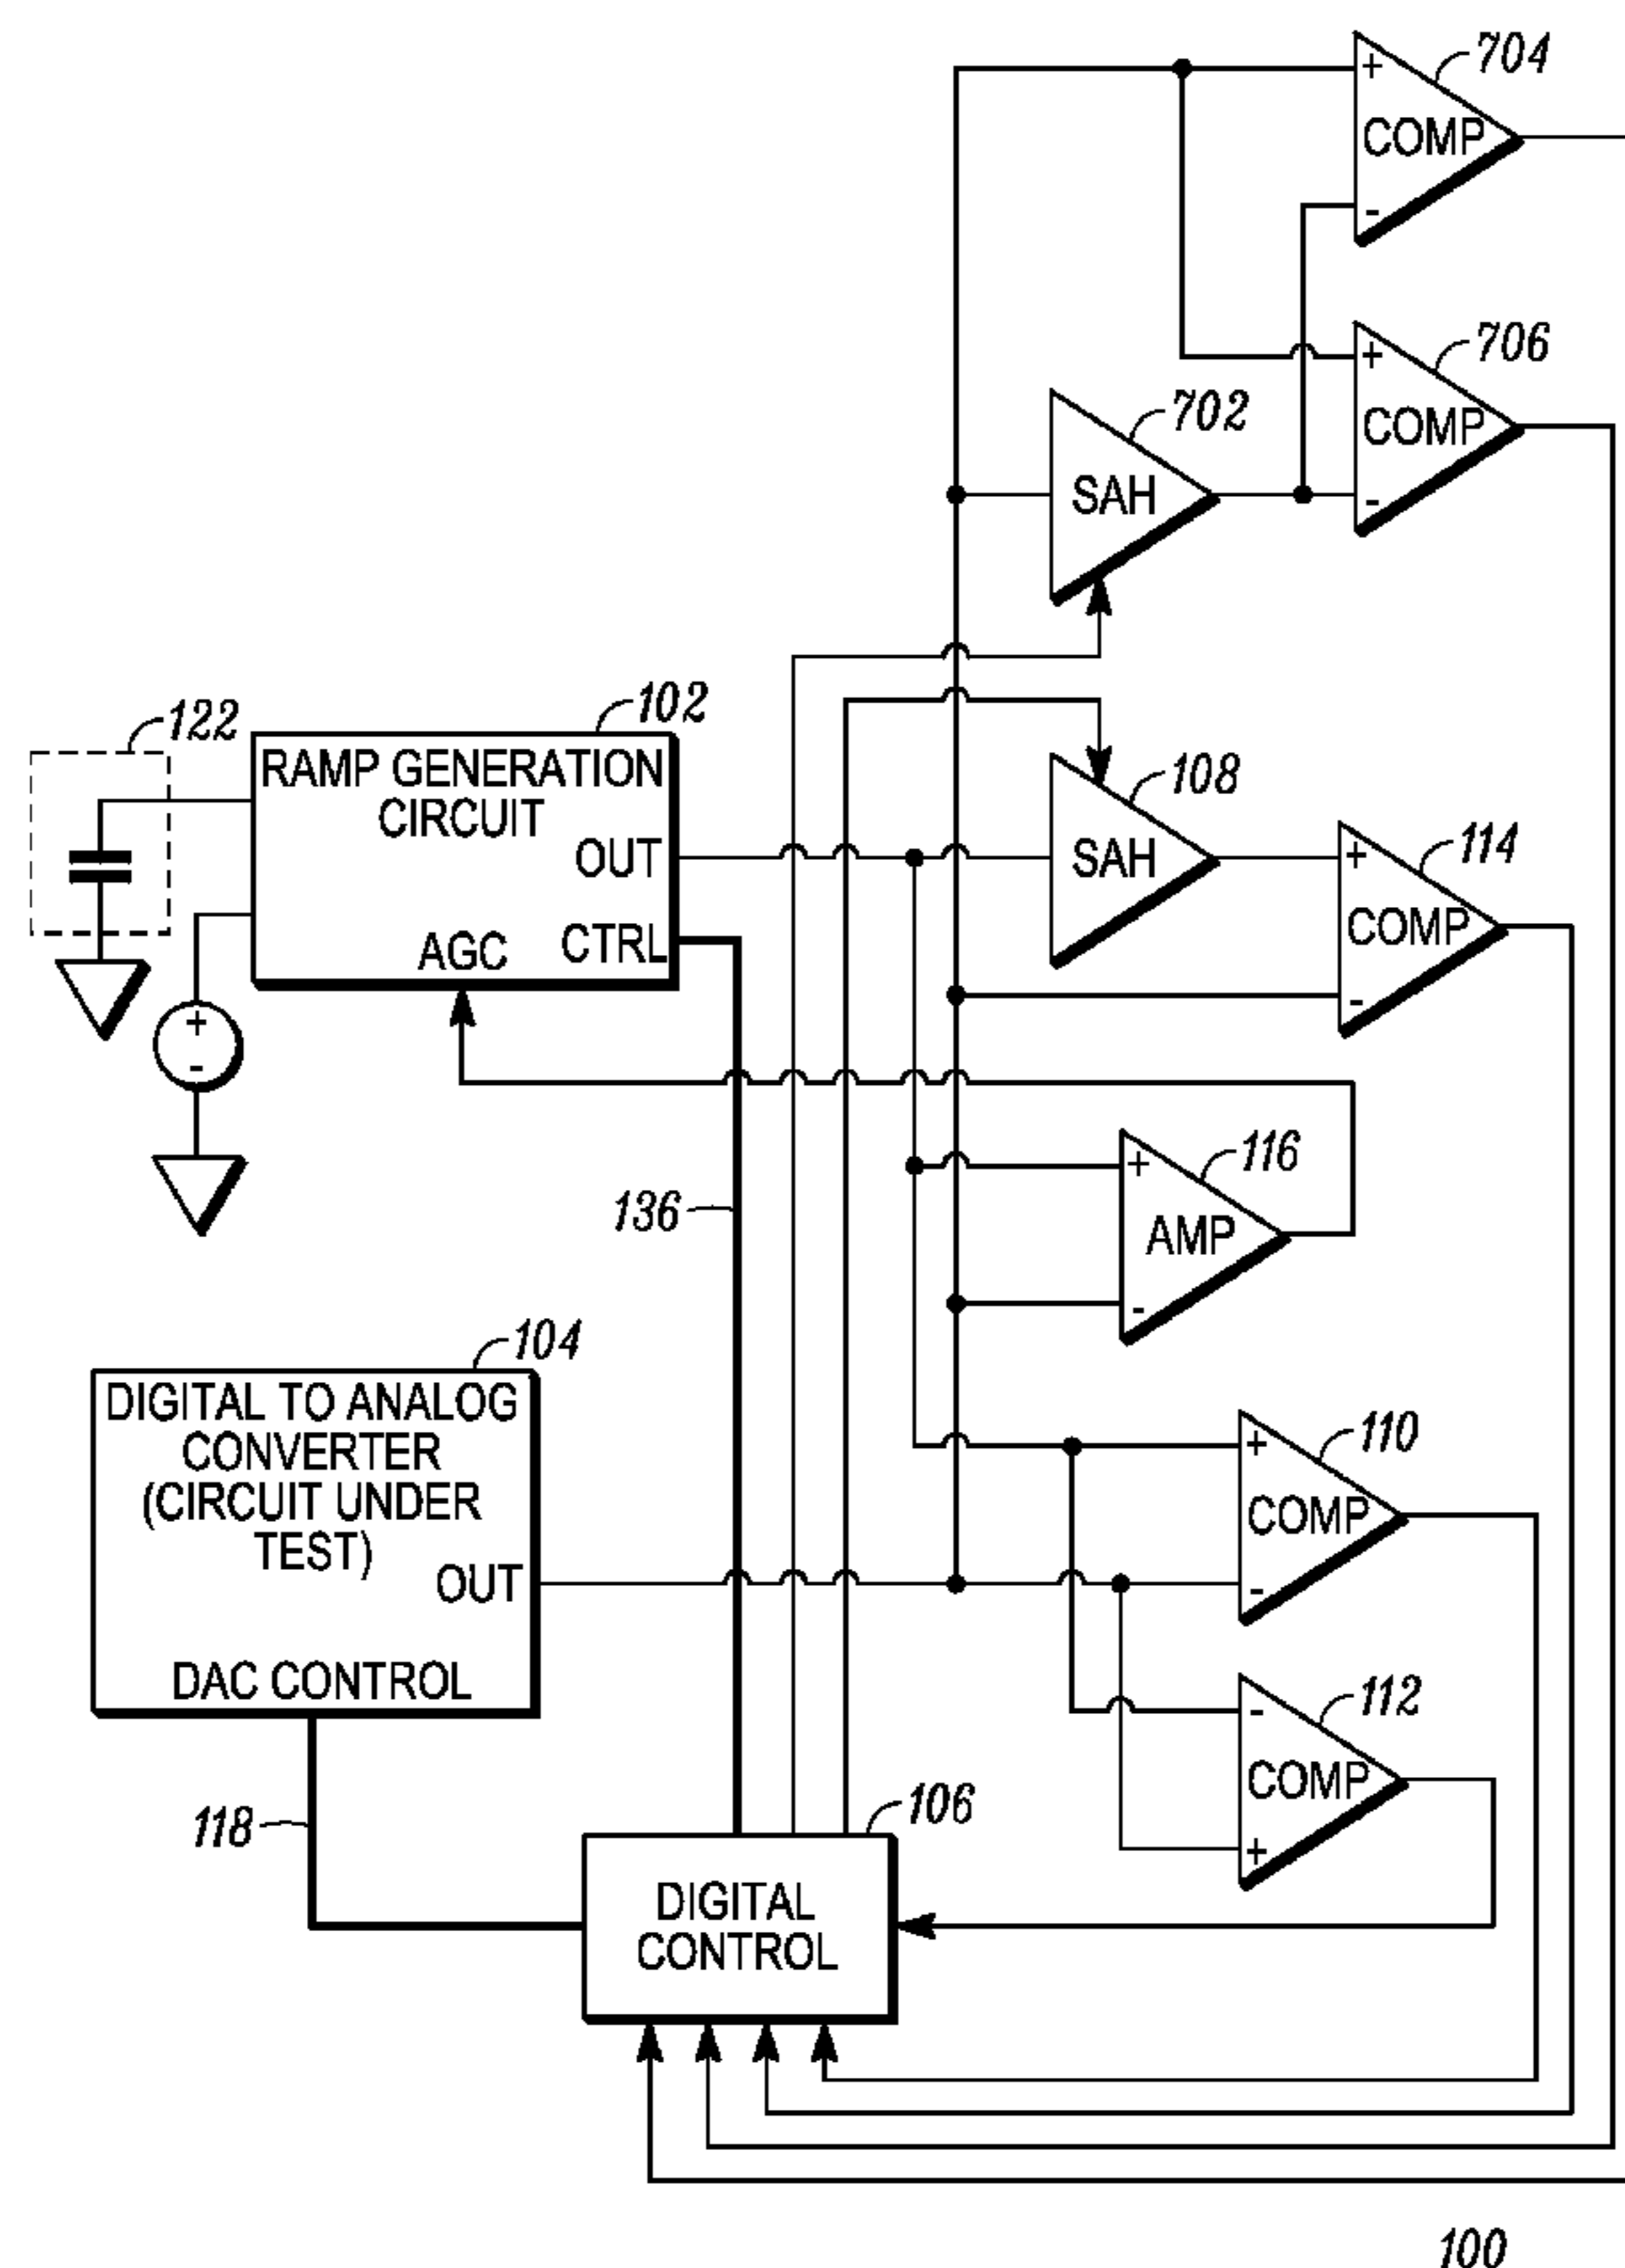 704
+
COMP
-
706
+
COMP
-
702
SAH
122
102
RAMP GENERATION
CIRCUIT
OUT
AGC
CTRL
108
SAH
114
+
COMP
-
+
-
116
+
AMP
-
136
104
DIGITAL TO ANALOG
CONVERTER
(CIRCUIT UNDER
TEST)
OUT
DAC CONTROL
110
+
COMP
-
112
-
COMP
+
118
106
DIGITAL
CONTROL
100